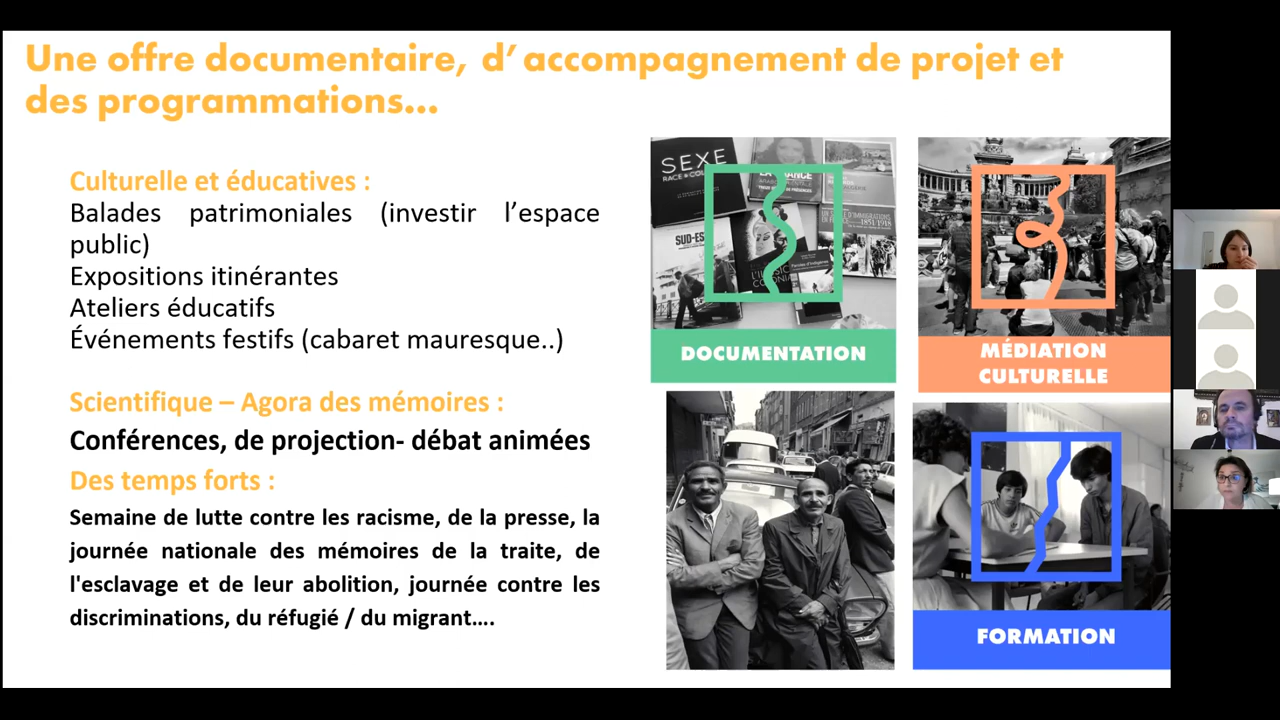 Une offre documentaire, d'accompagnement de projet et
des programmations...
Culturelle et éducatives :
Balades patrimoniales (investir l'espace
public)
Expositions itinérantes
Ateliers éducatifs
Événements festifs (cabaret mauresque..)
Scientifique – Agora des mémoires :
Conférences, de projection- débat animées
Des temps forts :
Semaine de lutte contre les racisme, de la presse, la
journée nationale des mémoires de la traite, de
l'esclavage et de leur abolition, journée contre les
discriminations, du réfugié / du migrant....
SEXE
SUD-ES
1851-1918
DOCUMENTATION
MÉDIATION
CULTURELLE
FORMATION